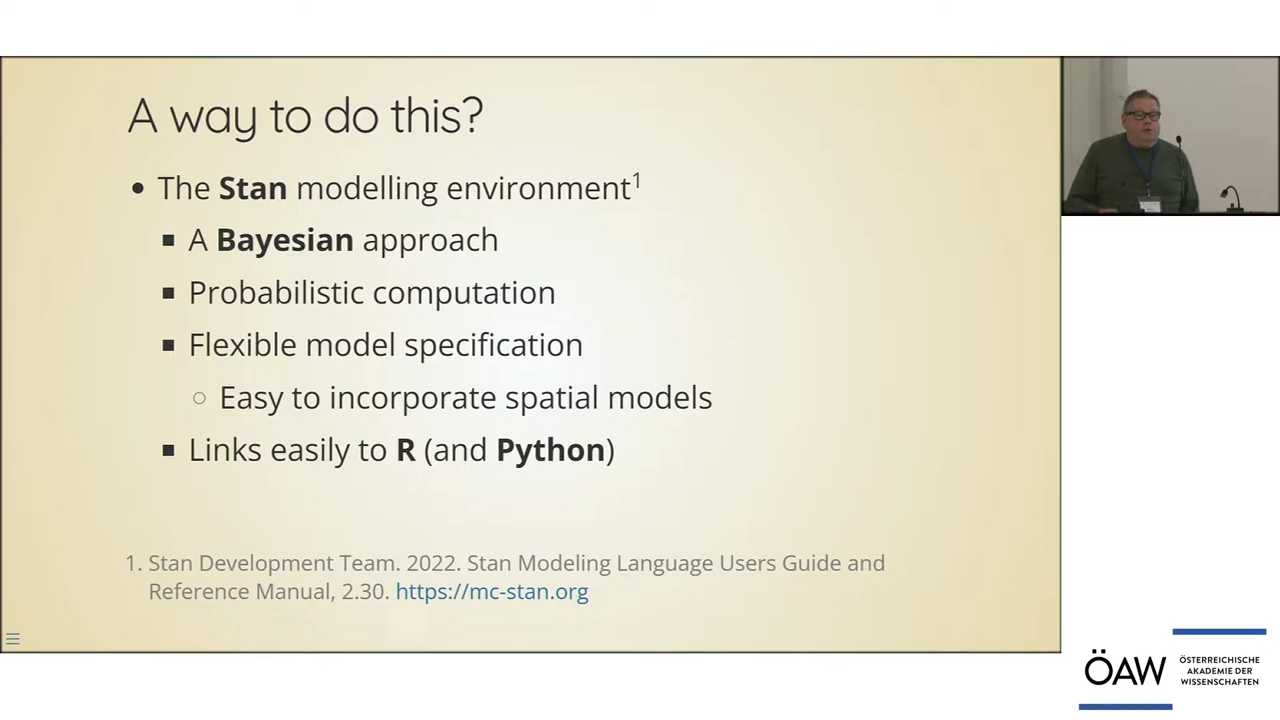 A way to do this?
• The Stan modelling environment1
▪ A Bayesian approach
▪ Probabilistic computation
▪ Flexible model specification
○ Easy to incorporate spatial models
▪ Links easily to R (and Python)
1. Stan Development Team. 2022. Stan Modeling Language Users Guide and
Reference Manual, 2.30. https://mc-stan.org
ÖAW
ÖSTERREICHISCHE
AKADEMIE DER
WISSENSCHAFTEN